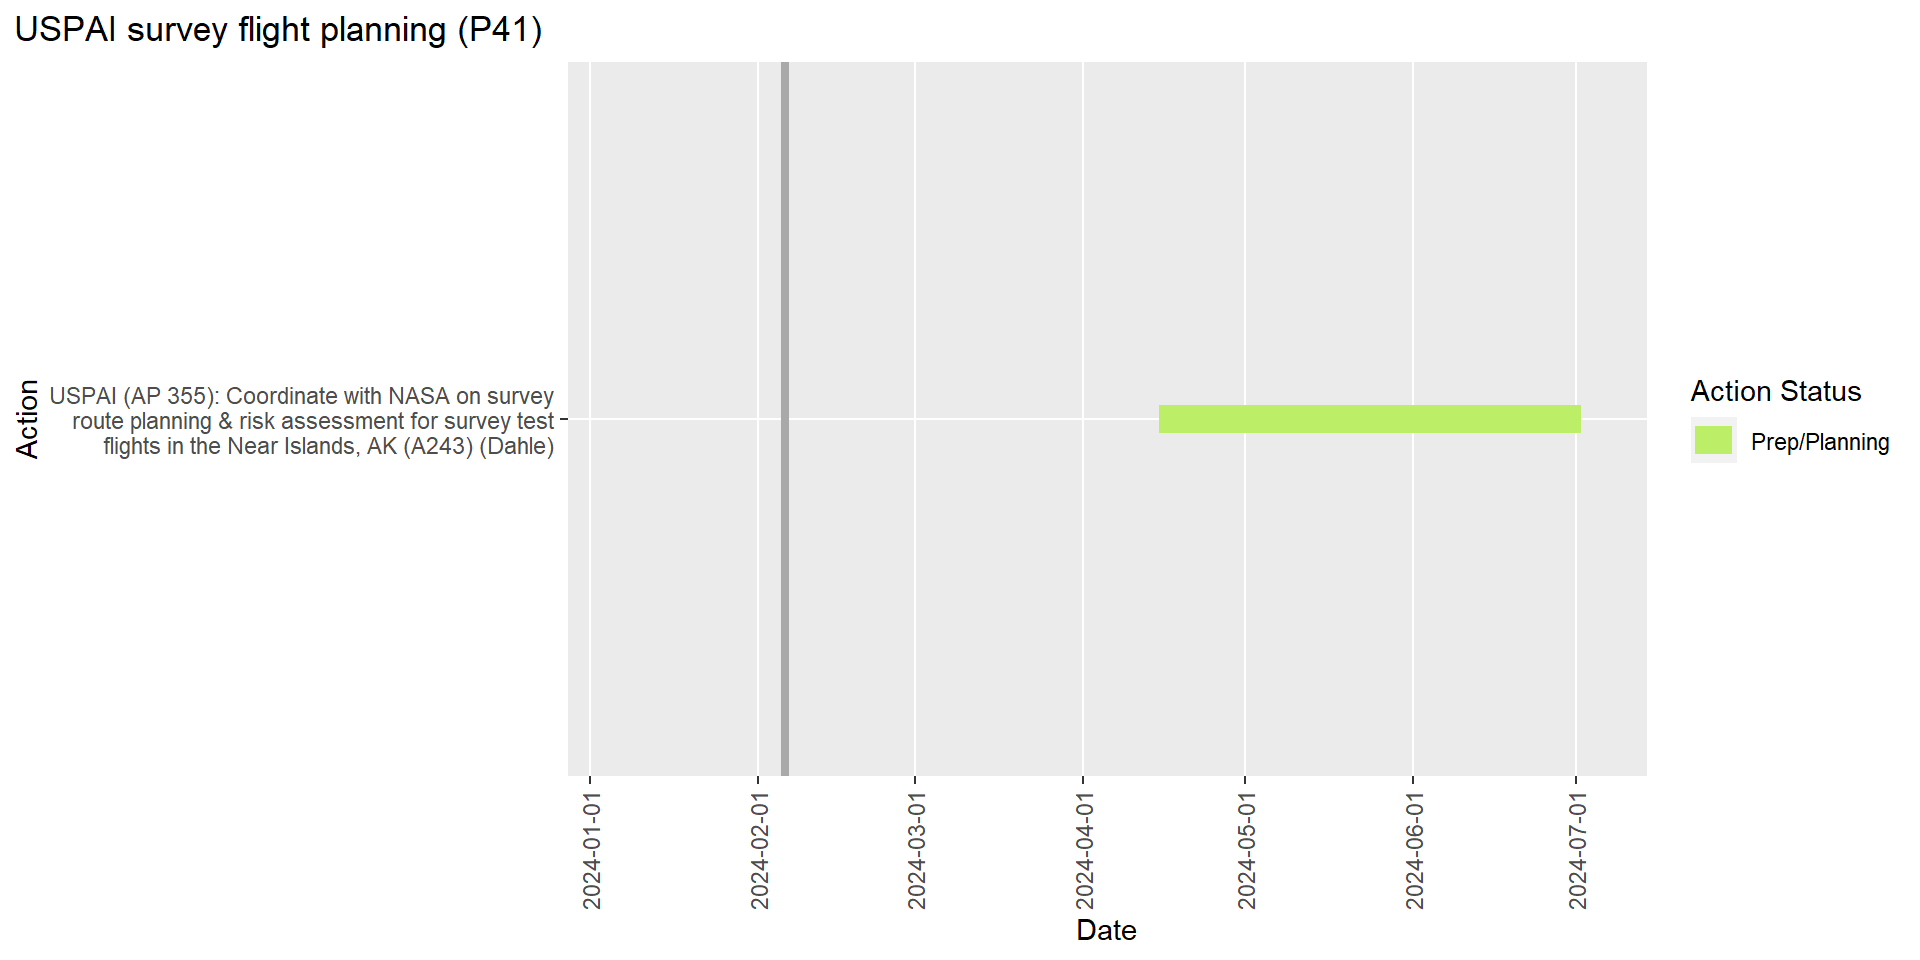 USPAI survey flight planning (P41)
Action
USPAI (AP 355): Coordinate with NASA on survey
route planning & risk assessment for survey test
flights in the Near Islands, AK (A243) (Dahle)
2024-01-01
2024-02-01
2024-03-01
2024-04-01
2024-05-01
2024-06-01
2024-07-01
Date
Action Status
Prep/Planning